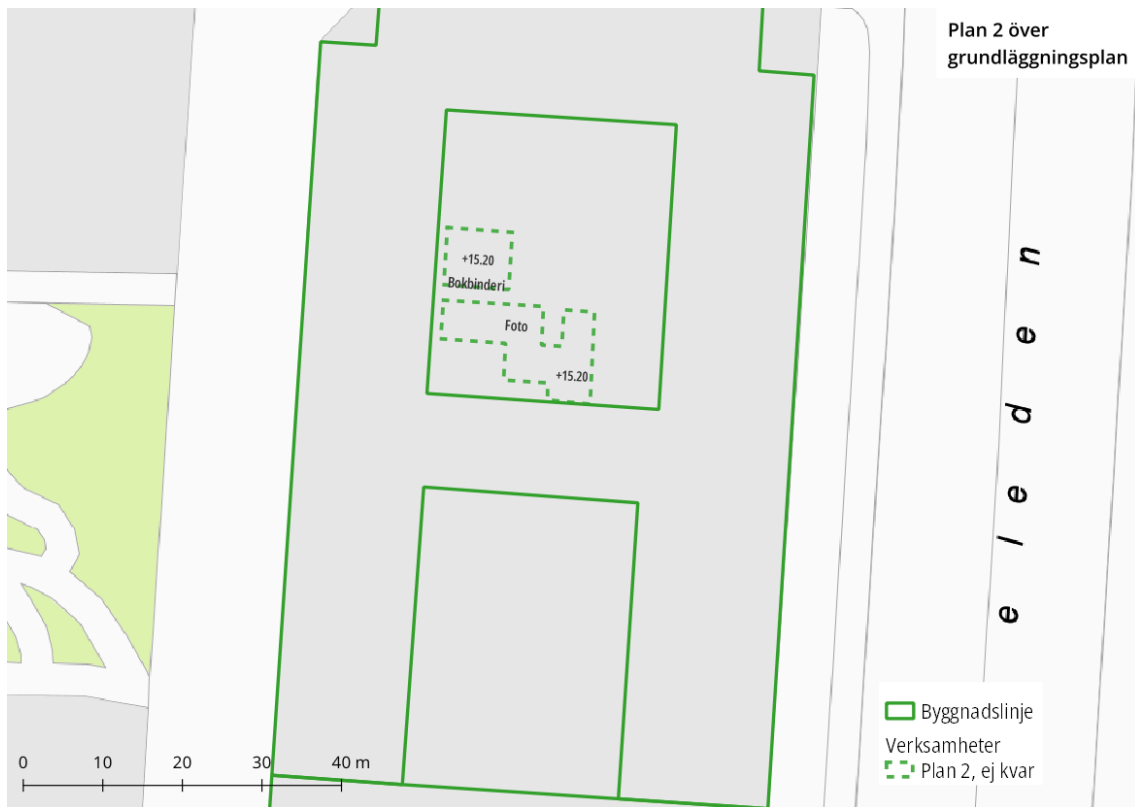 Plan 2 över
grundläggningsplan
+15.20
Bokbinderi
Foto
+15.20
eleden
Byggnadslinje
Verksamheter
Plan 2, ej kvar
0 10 20 30 40 m